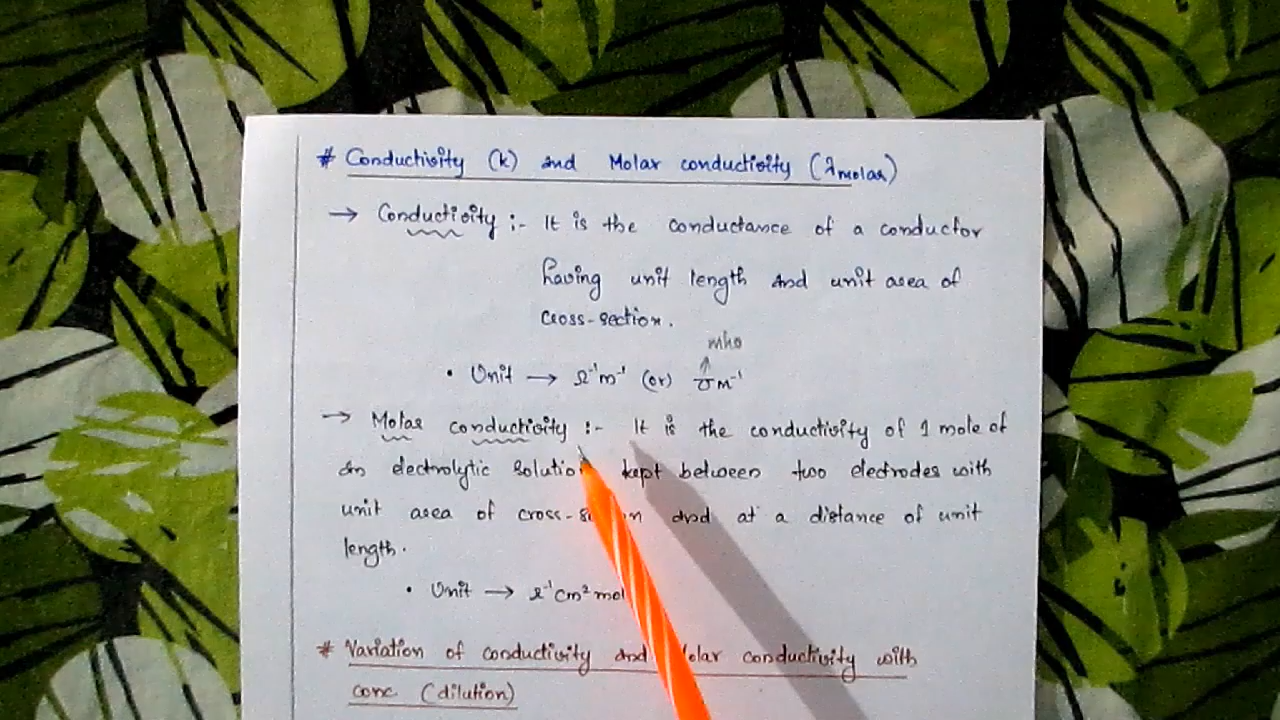 # Conductivity (k) and Molar conductivity (λmolar)
→ Conductivity :- It is the conductance of a conductor
having unit length and unit area of
cross-section.
mho
• Unit → Ω⁻¹m⁻¹ (or) ℧m⁻¹
→ Molar conductivity :- It is the conductivity of 1 mole of
an electrolytic solution kept between two electrodes with
unit area of cross- and at a distance of unit
length.
• Unit → Ω⁻¹cm²mol
# Variation of conductivity and Molar conductivity with
conc (dilution)